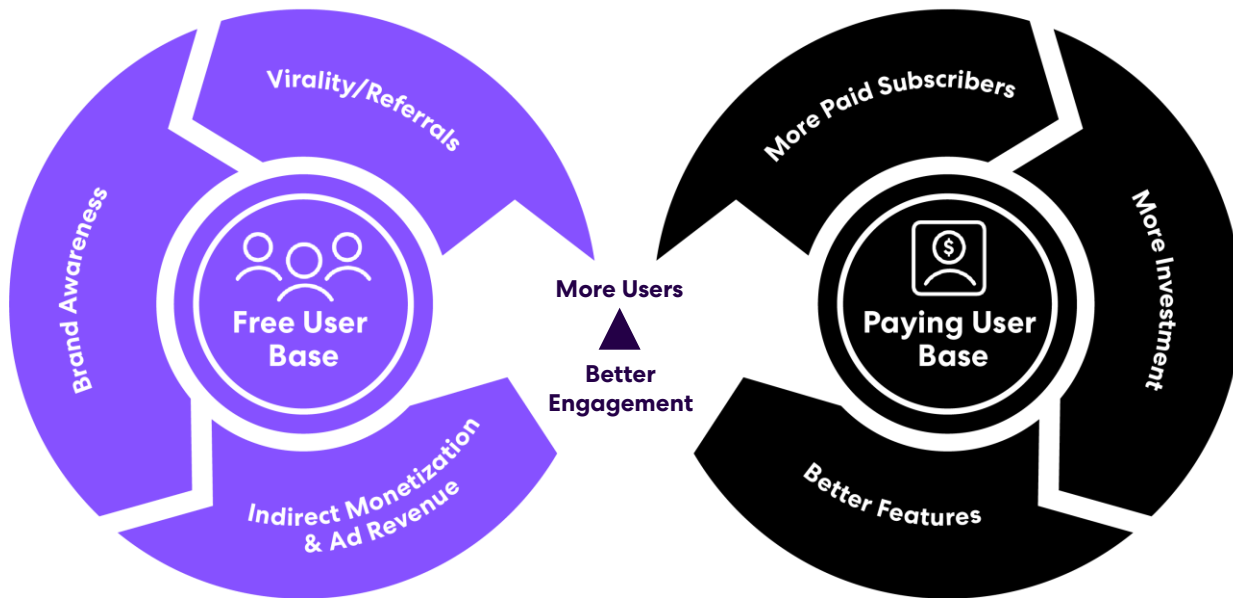 Virality/Referrals
Brand Awareness
Free User
Base
Indirect Monetization
& Ad Revenue
More Users
Better
Engagement
More Paid Subscribers
More Investment
$
Paying User
Base
Better Features